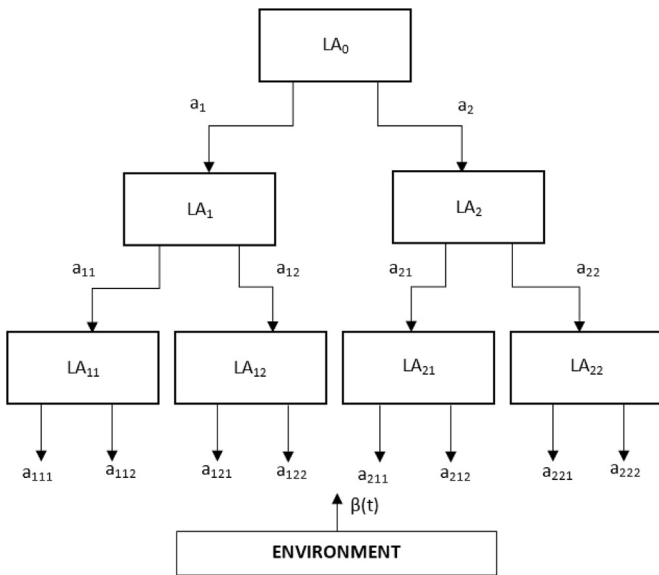 LA₀
a₁ a₂
LA₁ LA₂
a₁₁ a₁₂ a₂₁ a₂₂
LA₁₁ LA₁₂ LA₂₁ LA₂₂
a₁₁₁ a₁₁₂ a₁₂₁ a₁₂₂ a₂₁₁ a₂₁₂ a₂₂₁ a₂₂₂
β(t)
ENVIRONMENT